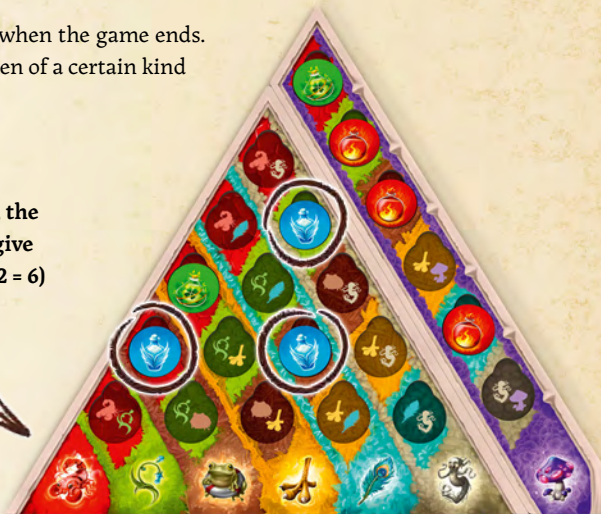 when the game ends.
en of a certain kind
the
give
2 = 6)